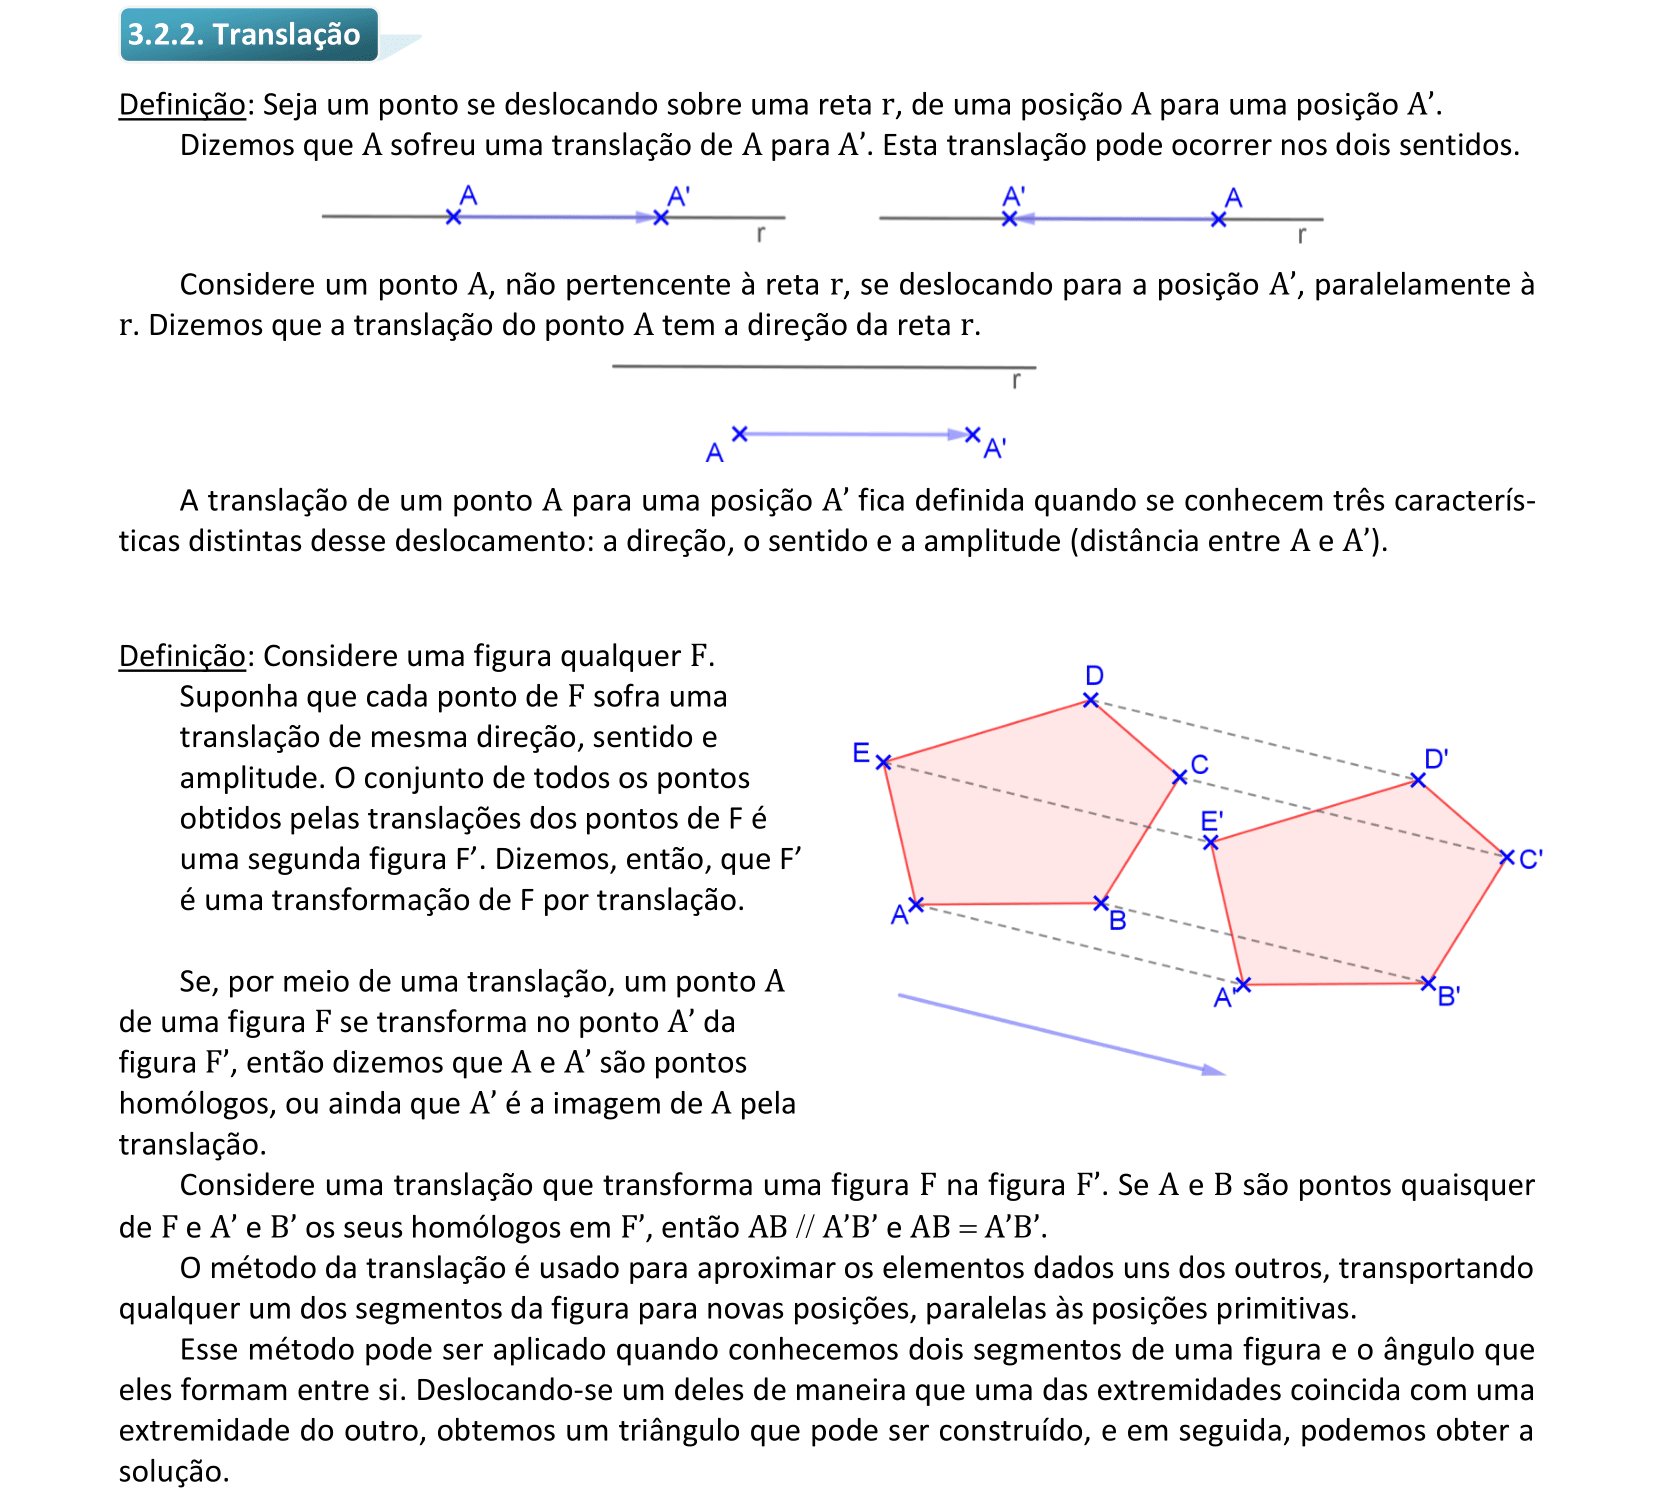 3.2.2. Translação
Definição: Seja um ponto se deslocando sobre uma reta r, de uma posição A para uma posição A’.
Dizemos que A sofreu uma translação de A para A’. Esta translação pode ocorrer nos dois sentidos.
A A' r
A' A r
Considere um ponto A, não pertencente à reta r, se deslocando para a posição A’, paralelamente à
r. Dizemos que a translação do ponto A tem a direção da reta r.
r
A A'
A translação de um ponto A para uma posição A’ fica definida quando se conhecem três caracterís-
ticas distintas desse deslocamento: a direção, o sentido e a amplitude (distância entre A e A’).
Definição: Considere uma figura qualquer F.
Suponha que cada ponto de F sofra uma
translação de mesma direção, sentido e
amplitude. O conjunto de todos os pontos
obtidos pelas translações dos pontos de F é
uma segunda figura F’. Dizemos, então, que F’
é uma transformação de F por translação.
D
E
C
D'
E'
C'
A
B
A'
B'
Se, por meio de uma translação, um ponto A
de uma figura F se transforma no ponto A’ da
figura F’, então dizemos que A e A’ são pontos
homólogos, ou ainda que A’ é a imagem de A pela
translação.
Considere uma translação que transforma uma figura F na figura F’. Se A e B são pontos quaisquer
de F e A’ e B’ os seus homólogos em F’, então AB // A’B’ e AB = A’B’.
O método da translação é usado para aproximar os elementos dados uns dos outros, transportando
qualquer um dos segmentos da figura para novas posições, paralelas às posições primitivas.
Esse método pode ser aplicado quando conhecemos dois segmentos de uma figura e o ângulo que
eles formam entre si. Deslocando-se um deles de maneira que uma das extremidades coincida com uma
extremidade do outro, obtemos um triângulo que pode ser construído, e em seguida, podemos obter a
solução.